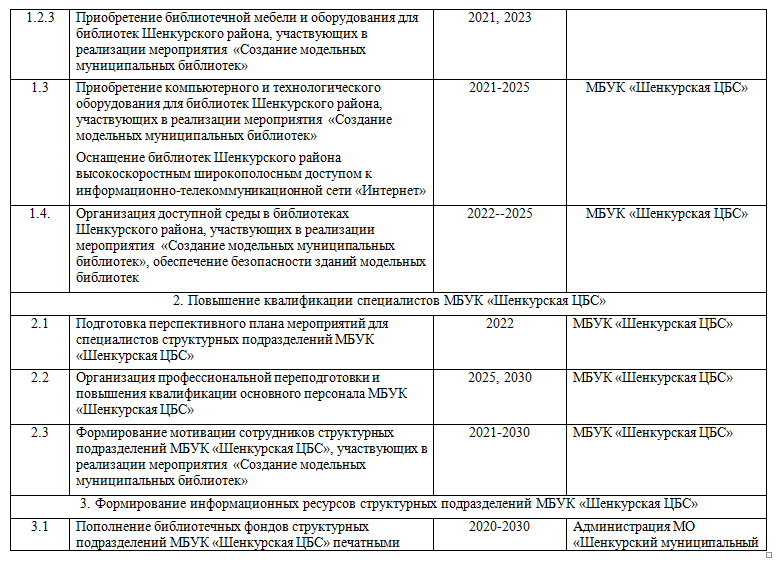 1.2.3 Приобретение библиотечной мебели и оборудования для 2021, 2023
библиотек Шенкурского района, участвующих в
реализации мероприятия «Создание модельных
муниципальных библиотек»
1.3 Приобретение компьютерного и технологического 2021-2025 МБУК «Шенкурская ЦБС»
оборудования для библиотек Шенкурского района,
участвующих в реализации мероприятия «Создание
модельных муниципальных библиотек»
Оснащение библиотек Шенкурского района
высокоскоростным широкополосным доступом к
информационно-телекоммуникационной сети «Интернет»
1.4. Организация доступной среды в библиотеках 2022--2025 МБУК «Шенкурская ЦБС»
Шенкурского района, участвующих в реализации
мероприятия «Создание модельных муниципальных
библиотек», обеспечение безопасности зданий модельных
библиотек
2. Повышение квалификации специалистов МБУК «Шенкурская ЦБС»
2.1 Подготовка перспективного плана мероприятий для 2022 МБУК «Шенкурская ЦБС»
специалистов структурных подразделений МБУК
«Шенкурская ЦБС»
2.2 Организация профессиональной переподготовки и 2025, 2030 МБУК «Шенкурская ЦБС»
повышения квалификации основного персонала МБУК
«Шенкурская ЦБС»
2.3 Формирование мотивации сотрудников структурных 2021-2030 МБУК «Шенкурская ЦБС»
подразделений МБУК «Шенкурская ЦБС», участвующих в
реализации мероприятия «Создание модельных
муниципальных библиотек»
3. Формирование информационных ресурсов структурных подразделений МБУК «Шенкурская ЦБС»
3.1 Пополнение библиотечных фондов структурных 2020-2030 Администрация МО
подразделений МБУК «Шенкурская ЦБС» печатными «Шенкурский муниципальный